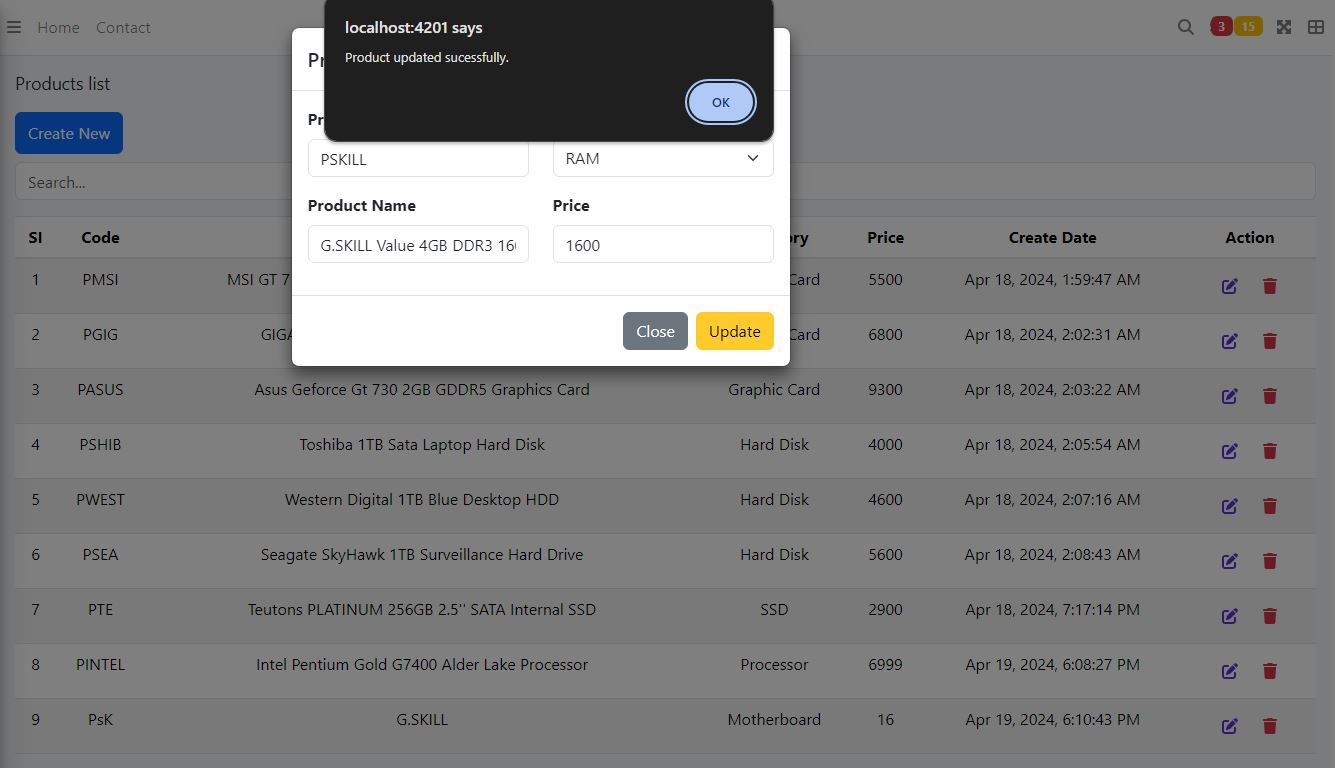 Home Contact
3 15
localhost:4201 says
Product updated sucessfully.
OK
Products list
Create New
Search...
Pr
Pr
PSKILL RAM
Product Name Price
G.SKILL Value 4GB DDR3 1600
Close Update
SI Code ory Price Create Date Action
1 PMSI MSI GT 7 Card 5500 Apr 18, 2024, 1:59:47 AM
2 PGIG GIGA Card 6800 Apr 18, 2024, 2:02:31 AM
3 PASUS Asus Geforce Gt 730 2GB GDDR5 Graphics Card Graphic Card 9300 Apr 18, 2024, 2:03:22 AM
4 PSHIB Toshiba 1TB Sata Laptop Hard Disk Hard Disk 4000 Apr 18, 2024, 2:05:54 AM
5 PWEST Western Digital 1TB Blue Desktop HDD Hard Disk 4600 Apr 18, 2024, 2:07:16 AM
6 PSEA Seagate SkyHawk 1TB Surveillance Hard Drive Hard Disk 5600 Apr 18, 2024, 2:08:43 AM
7 PTE Teutons PLATINUM 256GB 2.5'' SATA Internal SSD SSD 2900 Apr 18, 2024, 7:17:14 PM
8 PINTEL Intel Pentium Gold G7400 Alder Lake Processor Processor 6999 Apr 19, 2024, 6:08:27 PM
9 PsK G.SKILL Motherboard 16 Apr 19, 2024, 6:10:43 PM